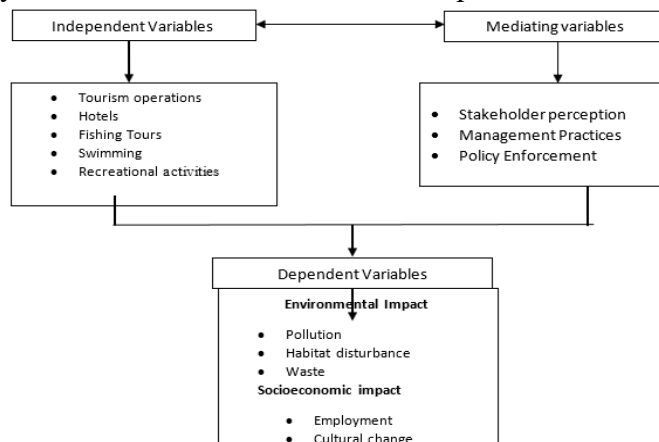 Independent Variables
Mediating variables
• Tourism operations
• Hotels
• Fishing Tours
• Swimming
• Recreational activities
• Stakeholder perception
• Management Practices
• Policy Enforcement
Dependent Variables
Environmental Impact
• Pollution
• Habitat disturbance
• Waste
Socioeconomic impact
• Employment
• Cultural change